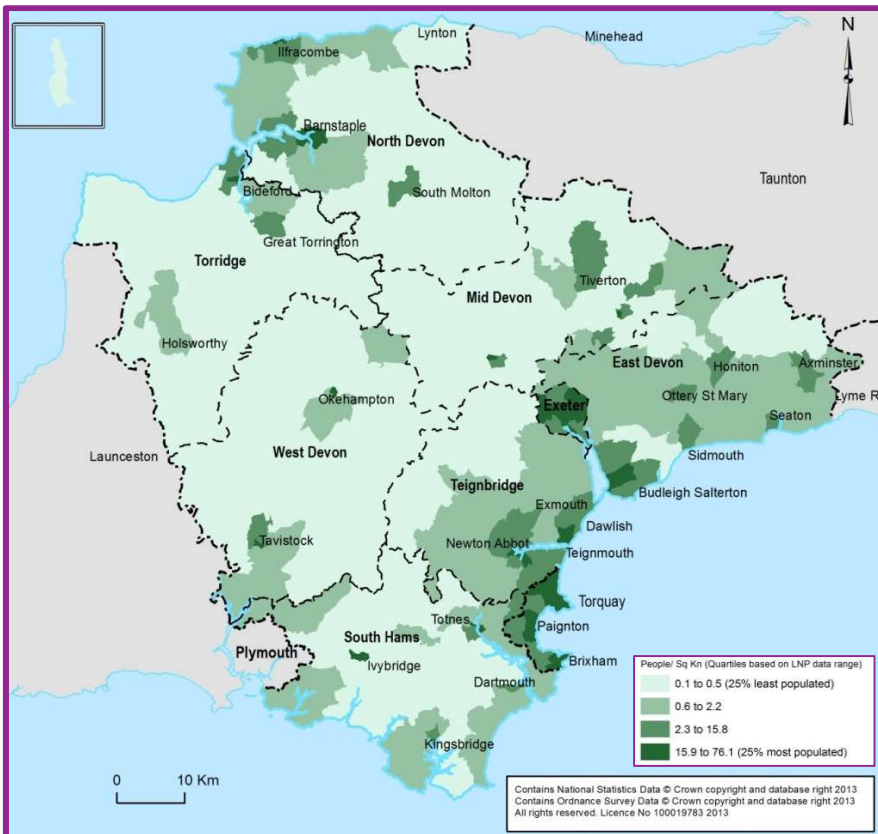 Lynton
Minehead
N
Ilfracombe
Barnstaple
North Devon
Taunton
South Molton
Bideford
Great Torrington
Torridge
Tiverton
Mid Devon
Holsworthy
East Devon
Honiton
Axminster
Okehampton
Exeter
Ottery St Mary
Lyme R
Seaton
Launceston
West Devon
Sidmouth
Teignbridge
Budleigh Salterton
Exmouth
Dawlish
Tavistock
Newton Abbot
Teignmouth
Torquay
Totnes
Paignton
South Hams
Plymouth
Ivybridge
Brixham
Dartmouth
Kingsbridge
People/ Sq Kn (Quartiles based on LNP data range)
0.1 to 0.5 (25% least populated)
0.6 to 2.2
2.3 to 15.8
15.9 to 76.1 (25% most populated)
0 10 Km
Contains National Statistics Data © Crown copyright and database right 2013
Contains Ordnance Survey Data © Crown copyright and database right 2013
All rights reserved. Licence No 100019783 2013